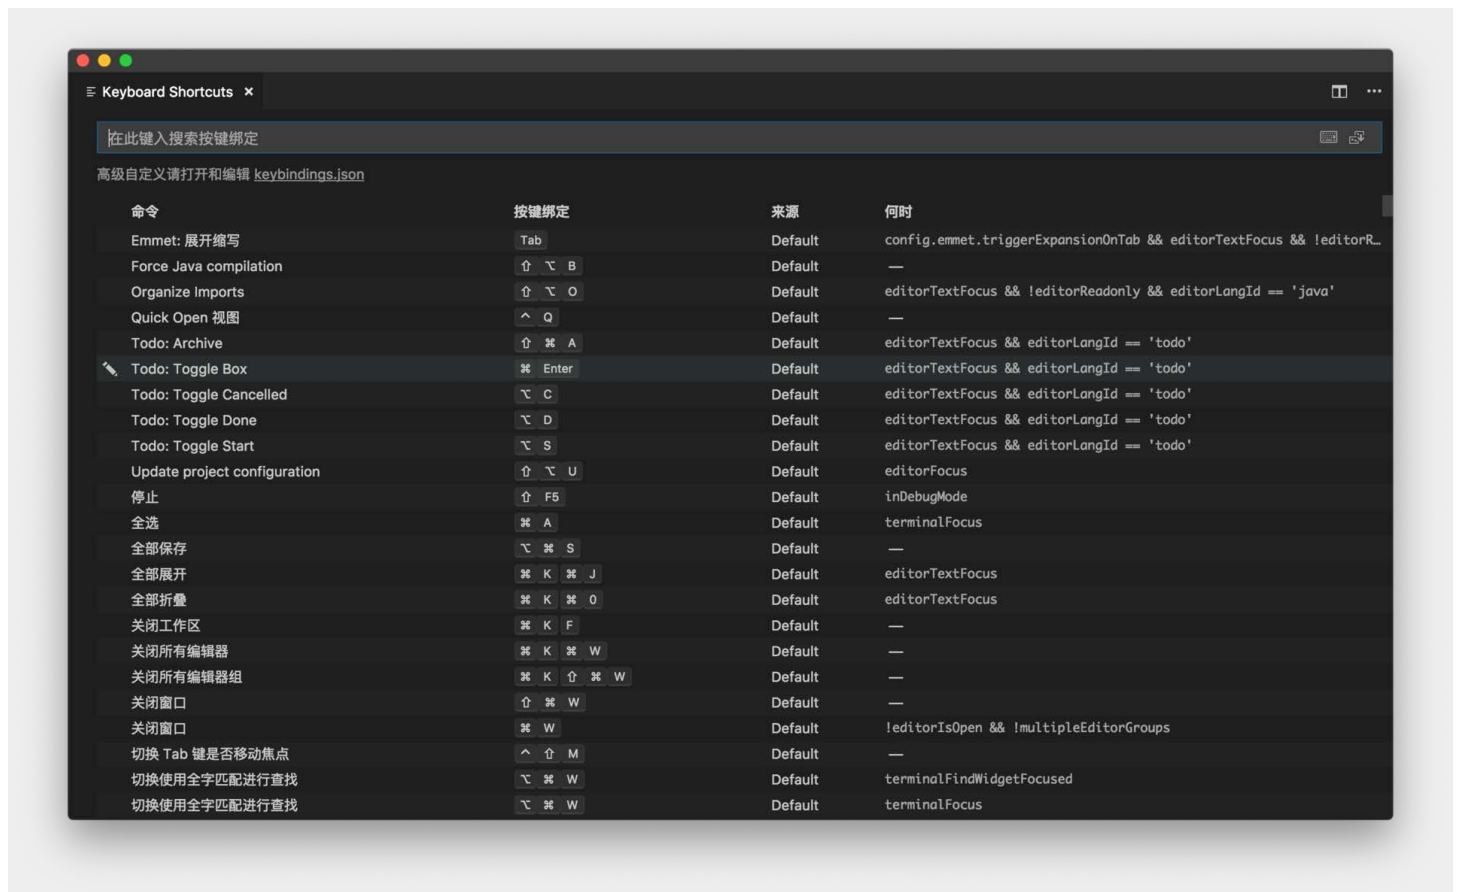 Keyboard Shortcuts ×
在此键入搜索按键绑定
高级自定义请打开和编辑 keybindings.json
命令 按键绑定 来源 何时
Emmet: 展开缩写 Tab Default config.emmet.triggerExpansionOnTab && editorTextFocus && !editorR…
Force Java compilation ⇧ ⌥ B Default —
Organize Imports ⇧ ⌥ O Default editorTextFocus && !editorReadonly && editorLangId == 'java'
Quick Open 视图 ^ Q Default —
Todo: Archive ⇧ ⌘ A Default editorTextFocus && editorLangId == 'todo'
Todo: Toggle Box ⌘ Enter Default editorTextFocus && editorLangId == 'todo'
Todo: Toggle Cancelled ⌥ C Default editorTextFocus && editorLangId == 'todo'
Todo: Toggle Done ⌥ D Default editorTextFocus && editorLangId == 'todo'
Todo: Toggle Start ⌥ S Default editorTextFocus && editorLangId == 'todo'
Update project configuration ⇧ ⌥ U Default editorFocus
停止 ⇧ F5 Default inDebugMode
全选 ⌘ A Default terminalFocus
全部保存 ⌥ ⌘ S Default —
全部展开 ⌘ K ⌘ J Default editorTextFocus
全部折叠 ⌘ K ⌘ 0 Default editorTextFocus
关闭工作区 ⌘ K F Default —
关闭所有编辑器 ⌘ K ⌘ W Default —
关闭所有编辑器组 ⌘ K ⇧ ⌘ W Default —
关闭窗口 ⇧ ⌘ W Default —
关闭窗口 ⌘ W Default !editorIsOpen && !multipleEditorGroups
切换 Tab 键是否移动焦点 ^ ⇧ M Default —
切换使用全字匹配进行查找 ⌥ ⌘ W Default terminalFindWidgetFocused
切换使用全字匹配进行查找 ⌥ ⌘ W Default terminalFocus